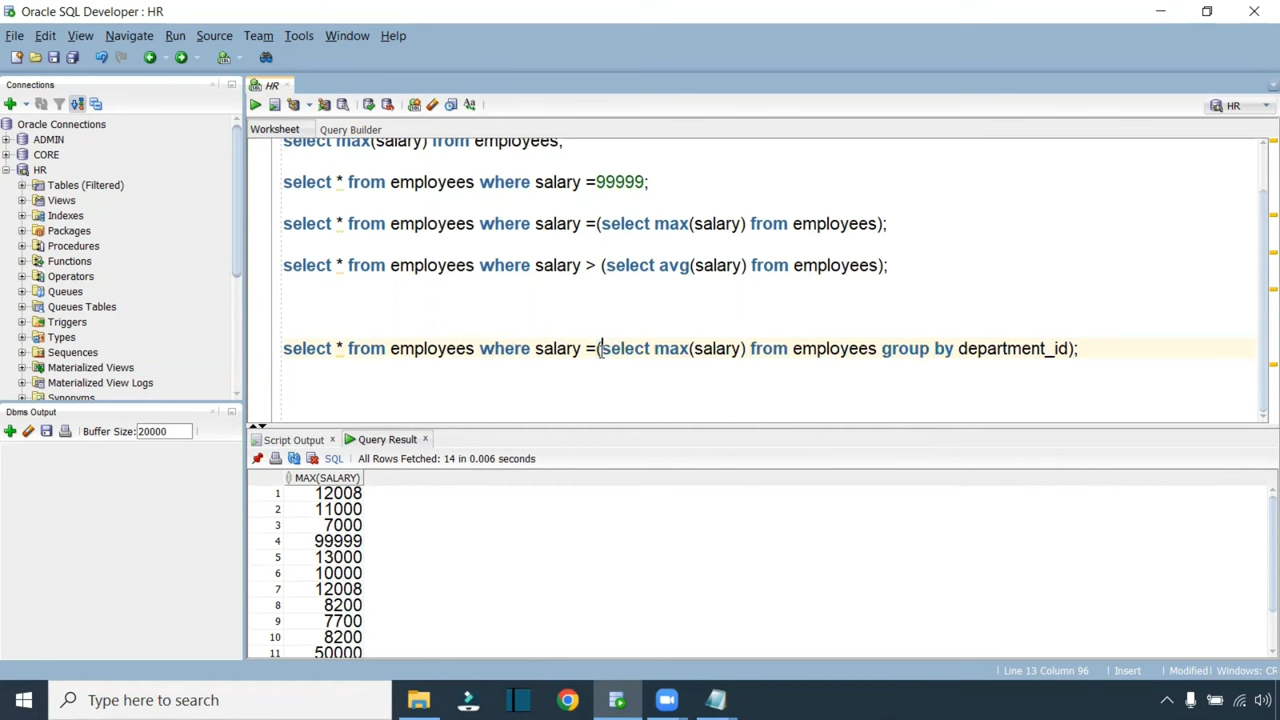 Oracle SQL Developer : HR
File Edit View Navigate Run Source Team Tools Window Help
Connections
Oracle Connections
ADMIN
CORE
HR
Tables (Filtered)
Views
Indexes
Packages
Procedures
Functions
Operators
Queues
Queues Tables
Triggers
Types
Sequences
Materialized Views
Materialized View Logs
Synonyms
Dbms Output
Buffer Size: 20000
HR
HR
Worksheet Query Builder
select max(salary) from employees;
select * from employees where salary =99999;
select * from employees where salary =(select max(salary) from employees);
select * from employees where salary > (select avg(salary) from employees);
select * from employees where salary =(select max(salary) from employees group by department_id);
Script Output Query Result
SQL All Rows Fetched: 14 in 0.006 seconds
MAX(SALARY)
1 12008
2 11000
3 7000
4 99999
5 13000
6 10000
7 12008
8 8200
9 7700
10 8200
11 50000
Line 13 Column 96 Insert Modified Windows: CR
Type here to search